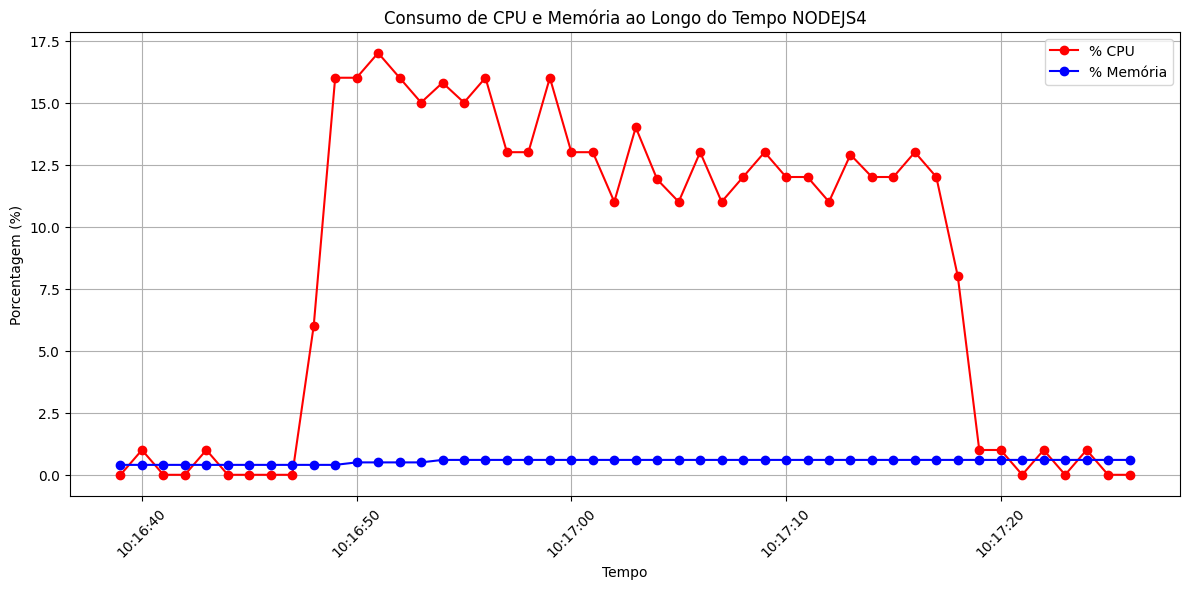 Consumo de CPU e Memória ao Longo do Tempo NODEJS4
% CPU
% Memória
Porcentagem (%)
17.5
15.0
12.5
10.0
7.5
5.0
2.5
0.0
10:16:40
10:16:50
10:17:00
10:17:10
10:17:20
Tempo